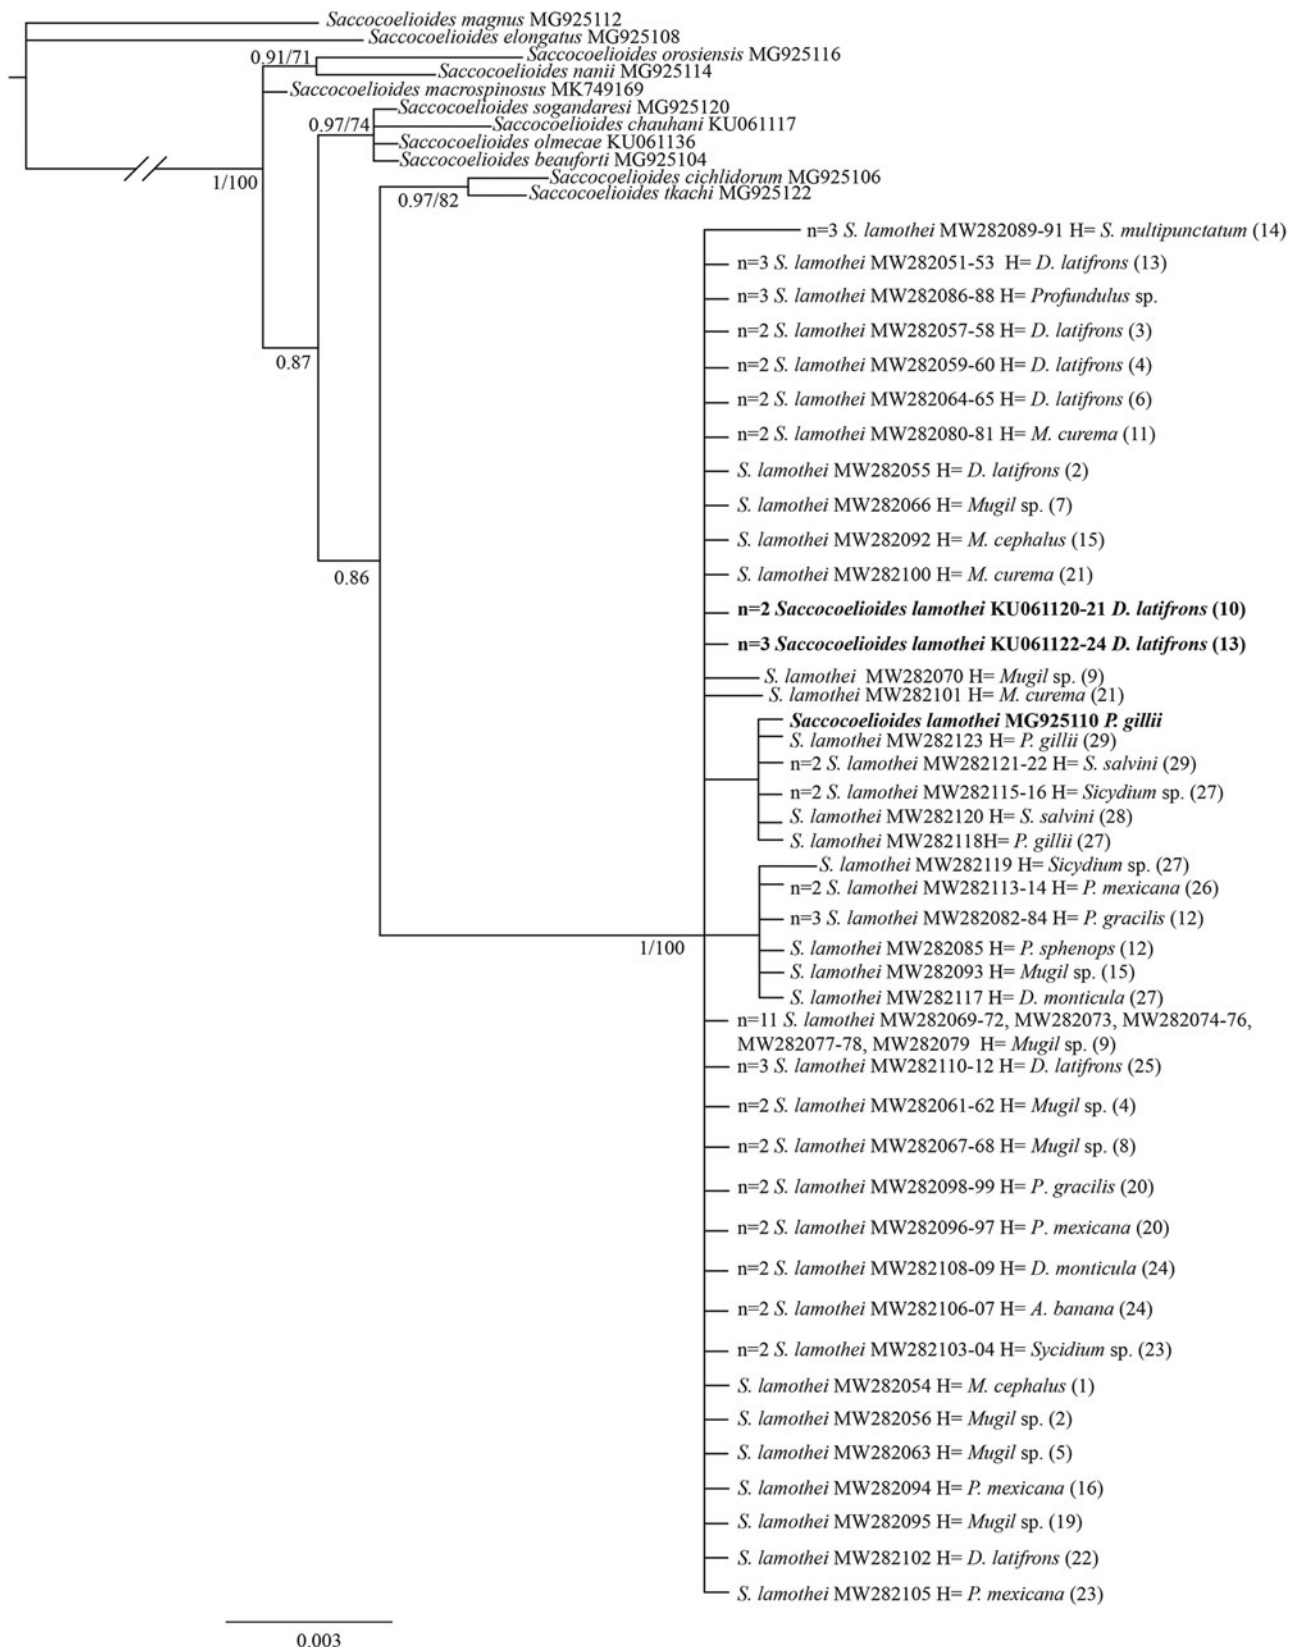 Saccocoelioides magnus MG925112
Saccocoelioides elongatus MG925108
0.91/71
Saccocoelioides orosiensis MG925116
Saccocoelioides nanii MG925114
Saccocoelioides macrospinosus MK749169
Saccocoelioides sogandaresi MG925120
0.97/74
Saccocoelioides chauhani KU061117
Saccocoelioides olmecae KU061136
Saccocoelioides beauforti MG925104
1/100
Saccocoelioides cichlidorum MG925106
0.97/82
Saccocoelioides tkachi MG925122
n=3 S. lamothei MW282089-91 H= S. multipunctatum (14)
n=3 S. lamothei MW282051-53 H= D. latifrons (13)
n=3 S. lamothei MW282086-88 H= Profundulus sp.
n=2 S. lamothei MW282057-58 H= D. latifrons (3)
0.87
n=2 S. lamothei MW282059-60 H= D. latifrons (4)
n=2 S. lamothei MW282064-65 H= D. latifrons (6)
n=2 S. lamothei MW282080-81 H= M. curema (11)
S. lamothei MW282055 H= D. latifrons (2)
S. lamothei MW282066 H= Mugil sp. (7)
S. lamothei MW282092 H= M. cephalus (15)
0.86
S. lamothei MW282100 H= M. curema (21)
n=2 Saccocoelioides lamothei KU061120-21 D. latifrons (10)
n=3 Saccocoelioides lamothei KU061122-24 D. latifrons (13)
S. lamothei MW282070 H= Mugil sp. (9)
S. lamothei MW282101 H= M. curema (21)
Saccocoelioides lamothei MG925110 P. gillii
S. lamothei MW282123 H= P. gillii (29)
n=2 S. lamothei MW282121-22 H= S. salvini (29)
n=2 S. lamothei MW282115-16 H= Sicydium sp. (27)
S. lamothei MW282120 H= S. salvini (28)
S. lamothei MW282118H= P. gillii (27)
S. lamothei MW282119 H= Sicydium sp. (27)
n=2 S. lamothei MW282113-14 H= P. mexicana (26)
n=3 S. lamothei MW282082-84 H= P. gracilis (12)
1/100
S. lamothei MW282085 H= P. sphenops (12)
S. lamothei MW282093 H= Mugil sp. (15)
S. lamothei MW282117 H= D. monticula (27)
n=11 S. lamothei MW282069-72, MW282073, MW282074-76,
MW282077-78, MW282079 H= Mugil sp. (9)
n=3 S. lamothei MW282110-12 H= D. latifrons (25)
n=2 S. lamothei MW282061-62 H= Mugil sp. (4)
n=2 S. lamothei MW282067-68 H= Mugil sp. (8)
n=2 S. lamothei MW282098-99 H= P. gracilis (20)
n=2 S. lamothei MW282096-97 H= P. mexicana (20)
n=2 S. lamothei MW282108-09 H= D. monticula (24)
n=2 S. lamothei MW282106-07 H= A. banana (24)
n=2 S. lamothei MW282103-04 H= Sycidium sp. (23)
S. lamothei MW282054 H= M. cephalus (1)
S. lamothei MW282056 H= Mugil sp. (2)
S. lamothei MW282063 H= Mugil sp. (5)
S. lamothei MW282094 H= P. mexicana (16)
S. lamothei MW282095 H= Mugil sp. (19)
S. lamothei MW282102 H= D. latifrons (22)
S. lamothei MW282105 H= P. mexicana (23)
0.003